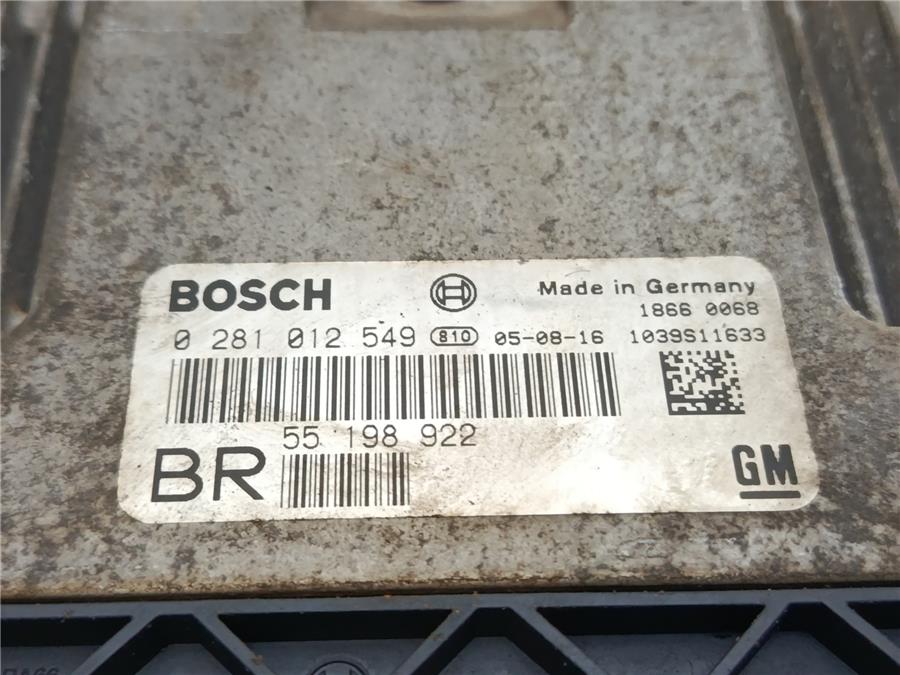 BOSCH
Made in Germany
1866 0068
0 281 012 549 810 05-08-16 1039S11633
55 198 922
BR
GM